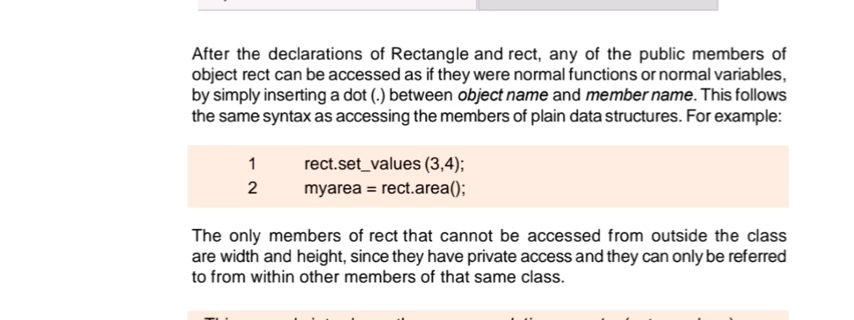 After the declarations of Rectangle and rect, any of the public members of
object rect can be accessed as if they were normal functions or normal variables,
by simply inserting a dot (.) between object name and member name. This follows
the same syntax as accessing the members of plain data structures. For example:
1 rect.set_values (3,4);
2 myarea = rect.area();
The only members of rect that cannot be accessed from outside the class
are width and height, since they have private access and they can only be referred
to from within other members of that same class.